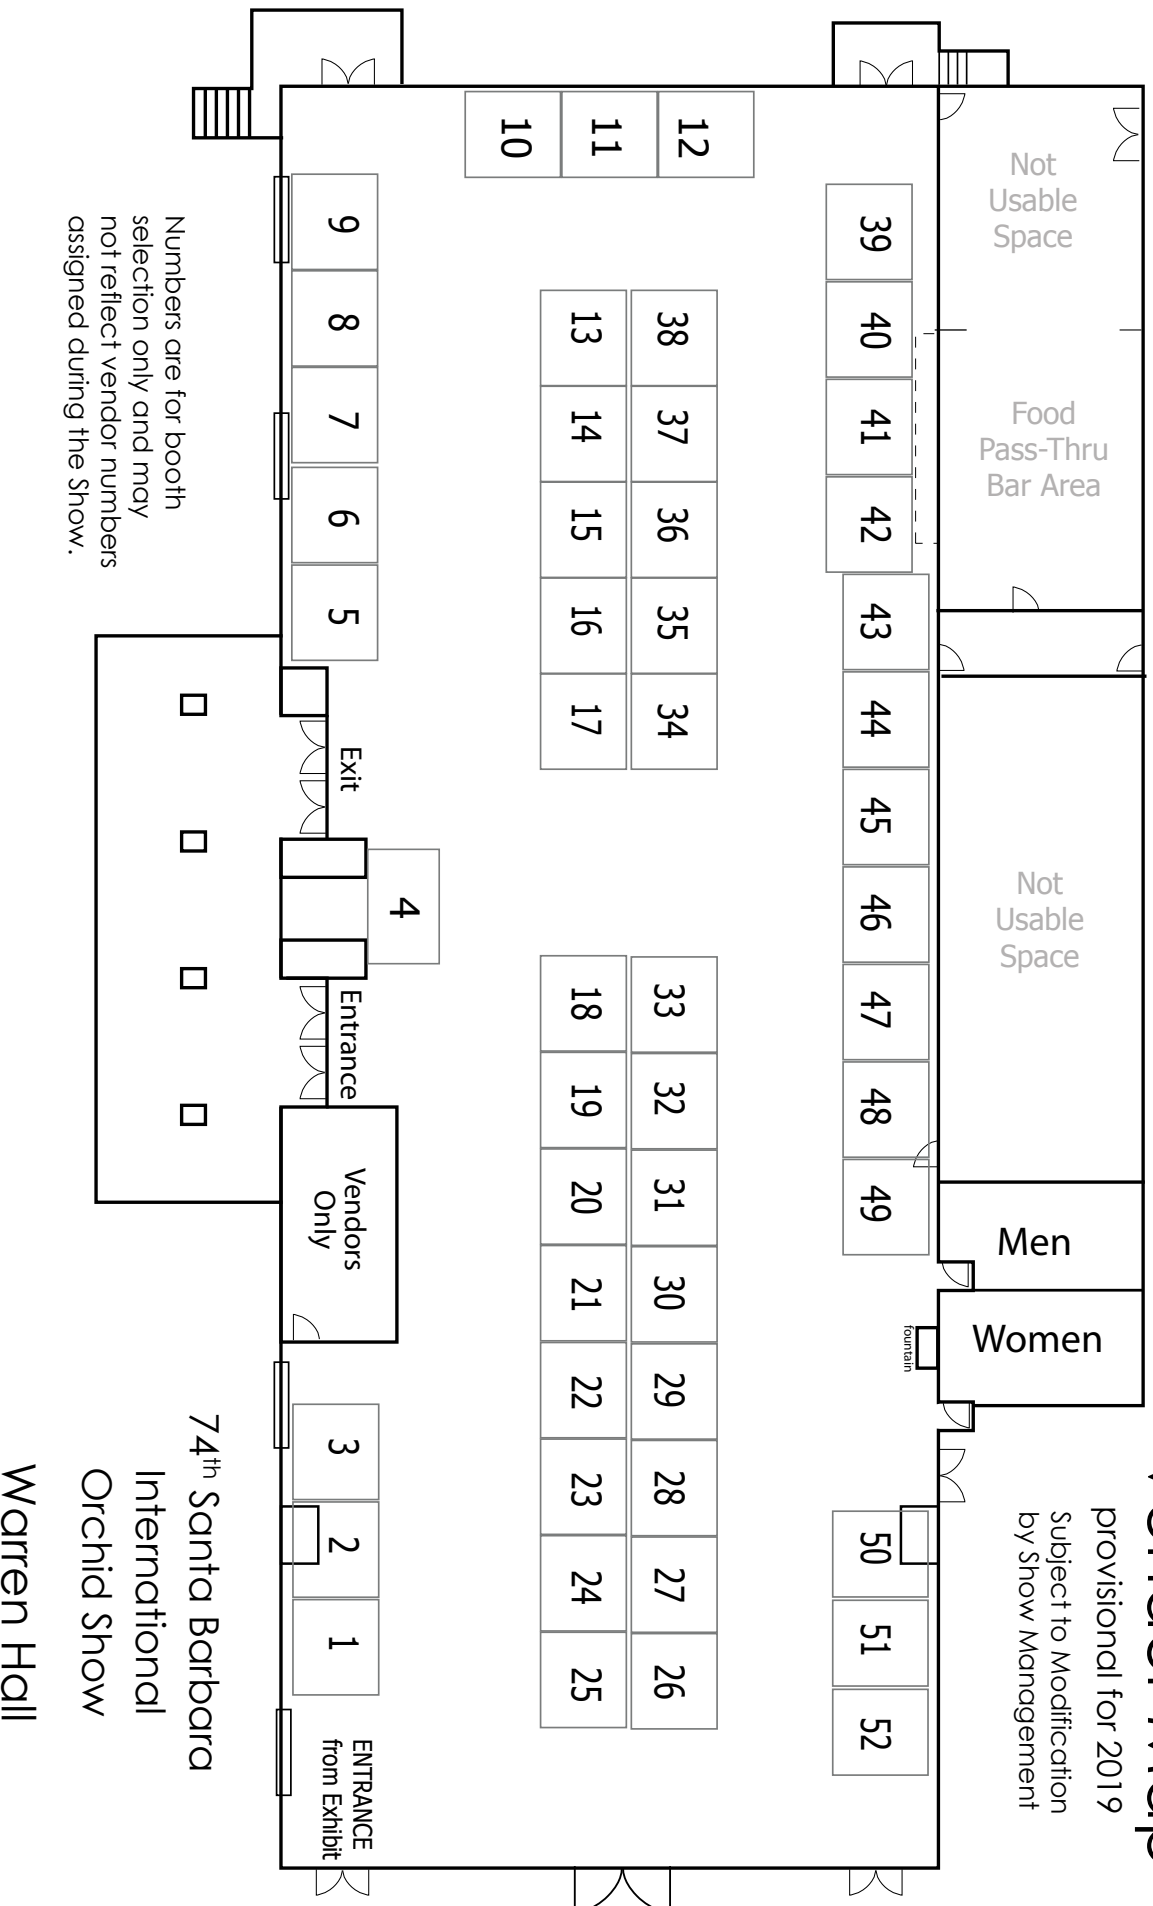 Vendor Map
provisional for 2019
Subject to Modification
by Show Management
Not
Usable
Space
Food
Pass-Thru
Bar Area
Not
Usable
Space
Men
Women
fountain
39
40
41
42
43
44
45
46
47
48
49
50
51
52
12
11
10
38
37
36
35
34
33
32
31
30
29
28
27
26
13
14
15
16
17
18
19
20
21
22
23
24
25
9
8
7
6
5
Exit
4
Entrance
Vendors
Only
3
2
1
ENTRANCE
from Exhibit
Numbers are for booth
selection only and may
not reflect vendor numbers
assigned during the Show.
74th Santa Barbara
International
Orchid Show
Warren Hall